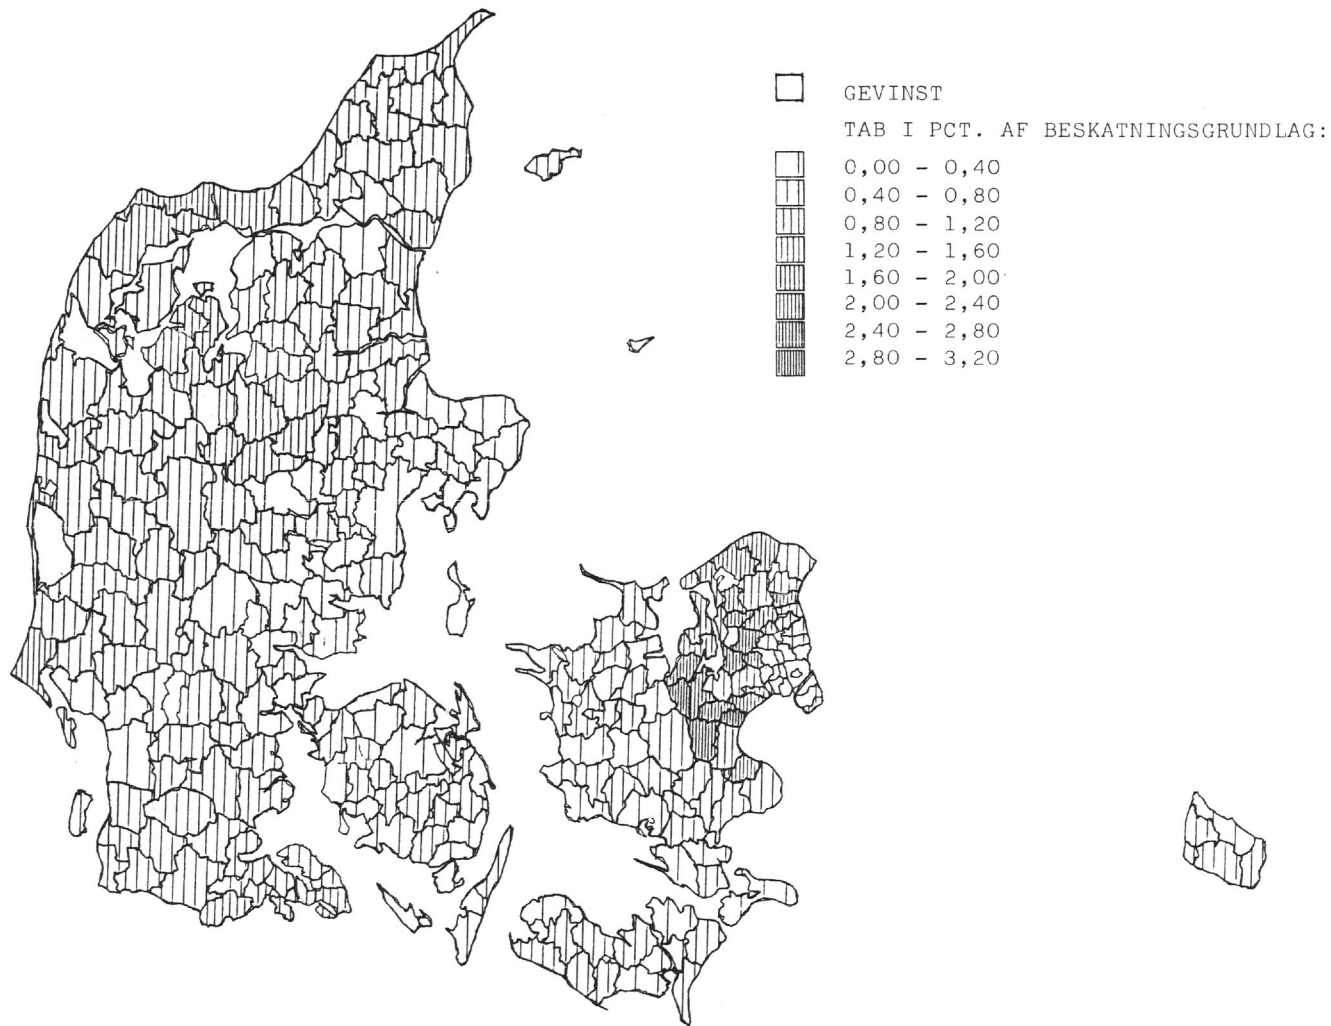 GEVINST
TAB I PCT. AF BESKATNINGSGRUNDLAG:
0,00 - 0,40
0,40 - 0,80
0,80 - 1,20
1,20 - 1,60
1,60 - 2,00
2,00 - 2,40
2,40 - 2,80
2,80 - 3,20